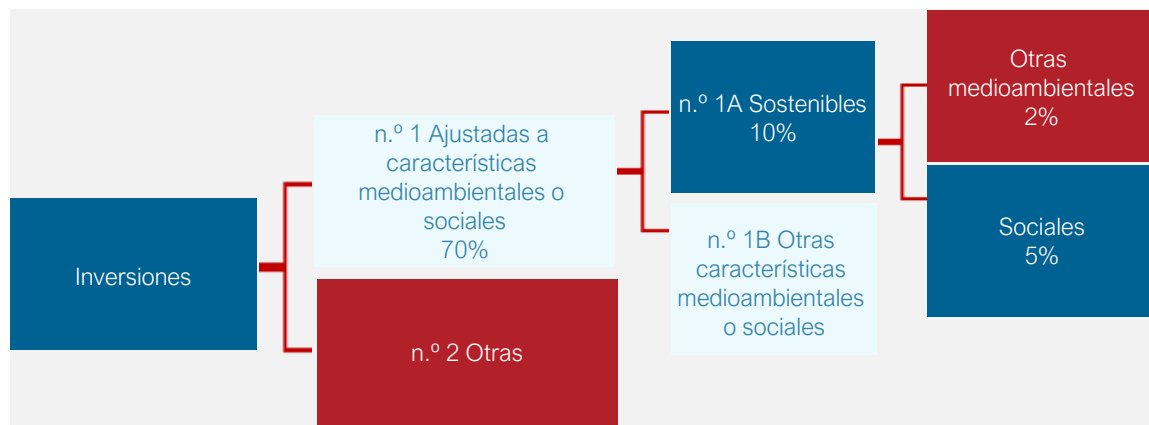 Inversiones
n.º 1 Ajustadas a
características
medioambientales o
sociales
70%
n.º 2 Otras
n.º 1A Sostenibles
10%
n.º 1B Otras
características
medioambientales
o sociales
Otras
medioambientales
2%
Sociales
5%